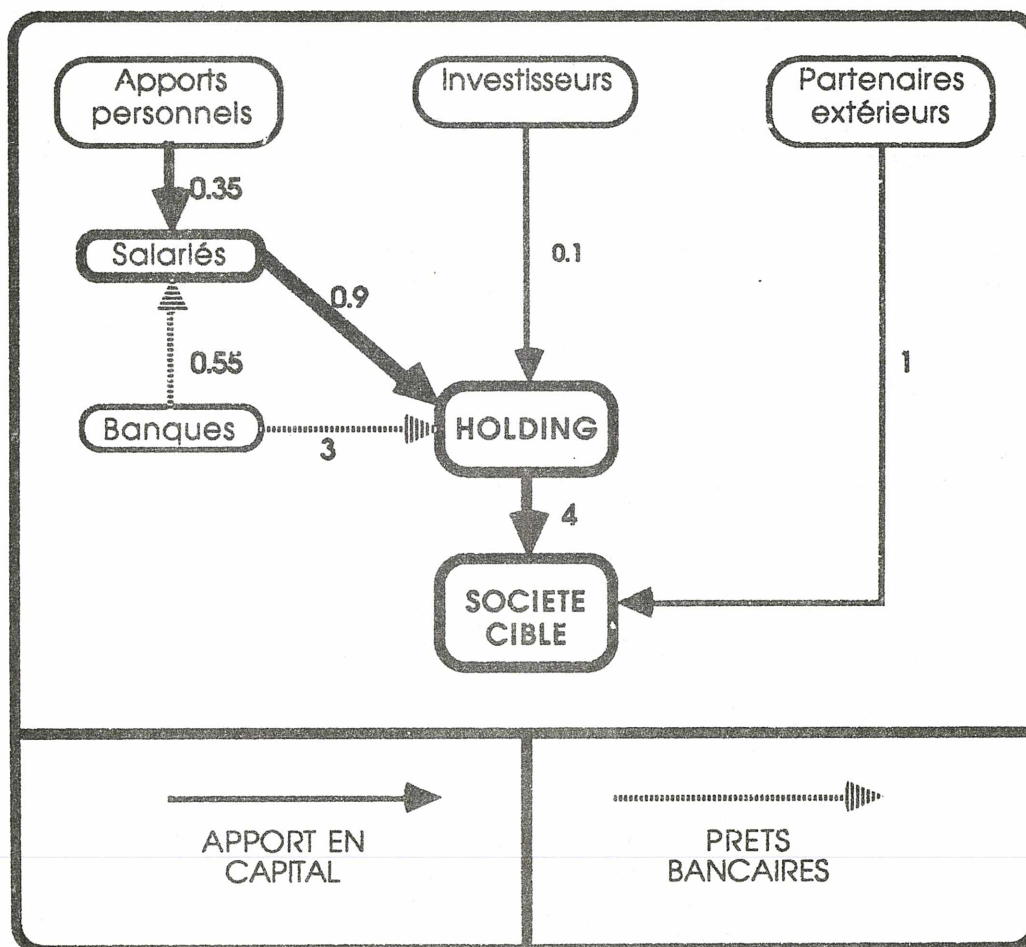 Apports
personnels
Investisseurs
Partenaires
extérieurs
0.35
Salariés
0.9
0.1
0.55
1
Banques
3
HOLDING
4
SOCIETE
CIBLE
APPORT EN
CAPITAL
PRETS
BANCAIRES